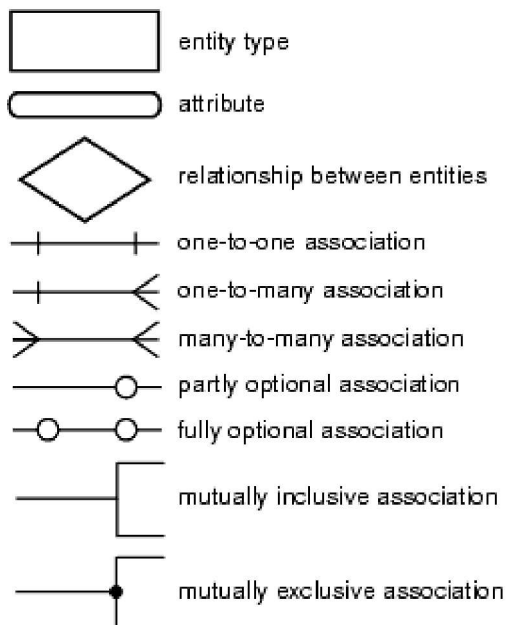 entity type
attribute
relationship between entities
one-to-one association
one-to-many association
many-to-many association
partly optional association
fully optional association
mutually inclusive association
mutually exclusive association